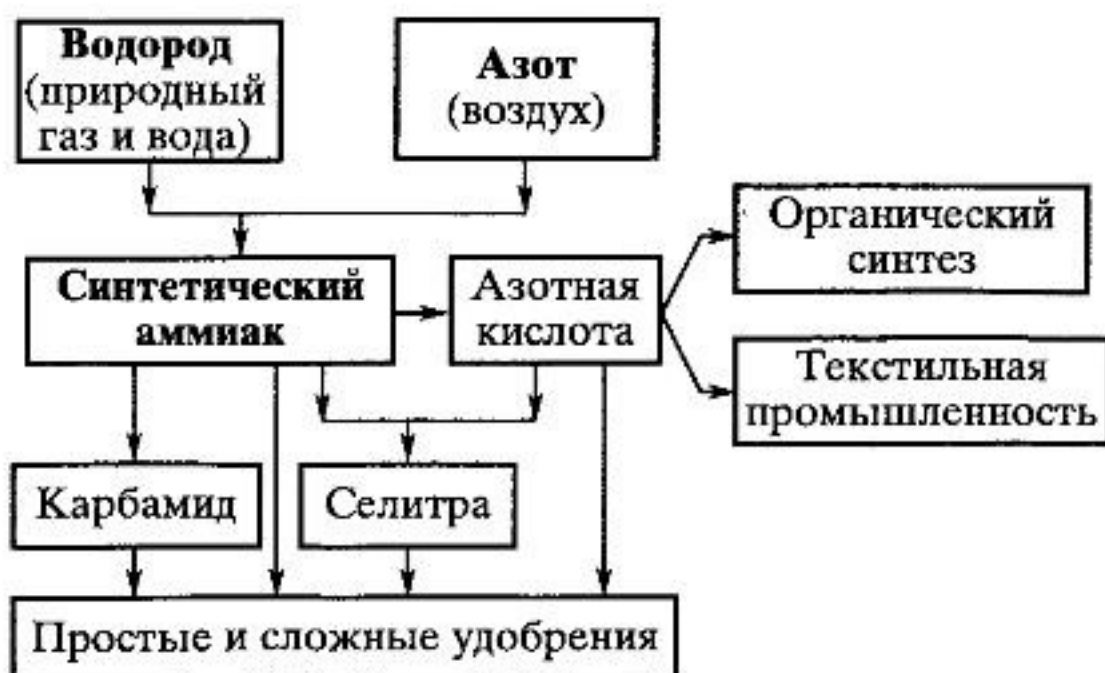 Водород
(природный
газ и вода)
Азот
(воздух)
Синтетический
аммиак
Азотная
кислота
Органический
синтез
Текстильная
промышленность
Карбамид
Селитра
Простые и сложные удобрения